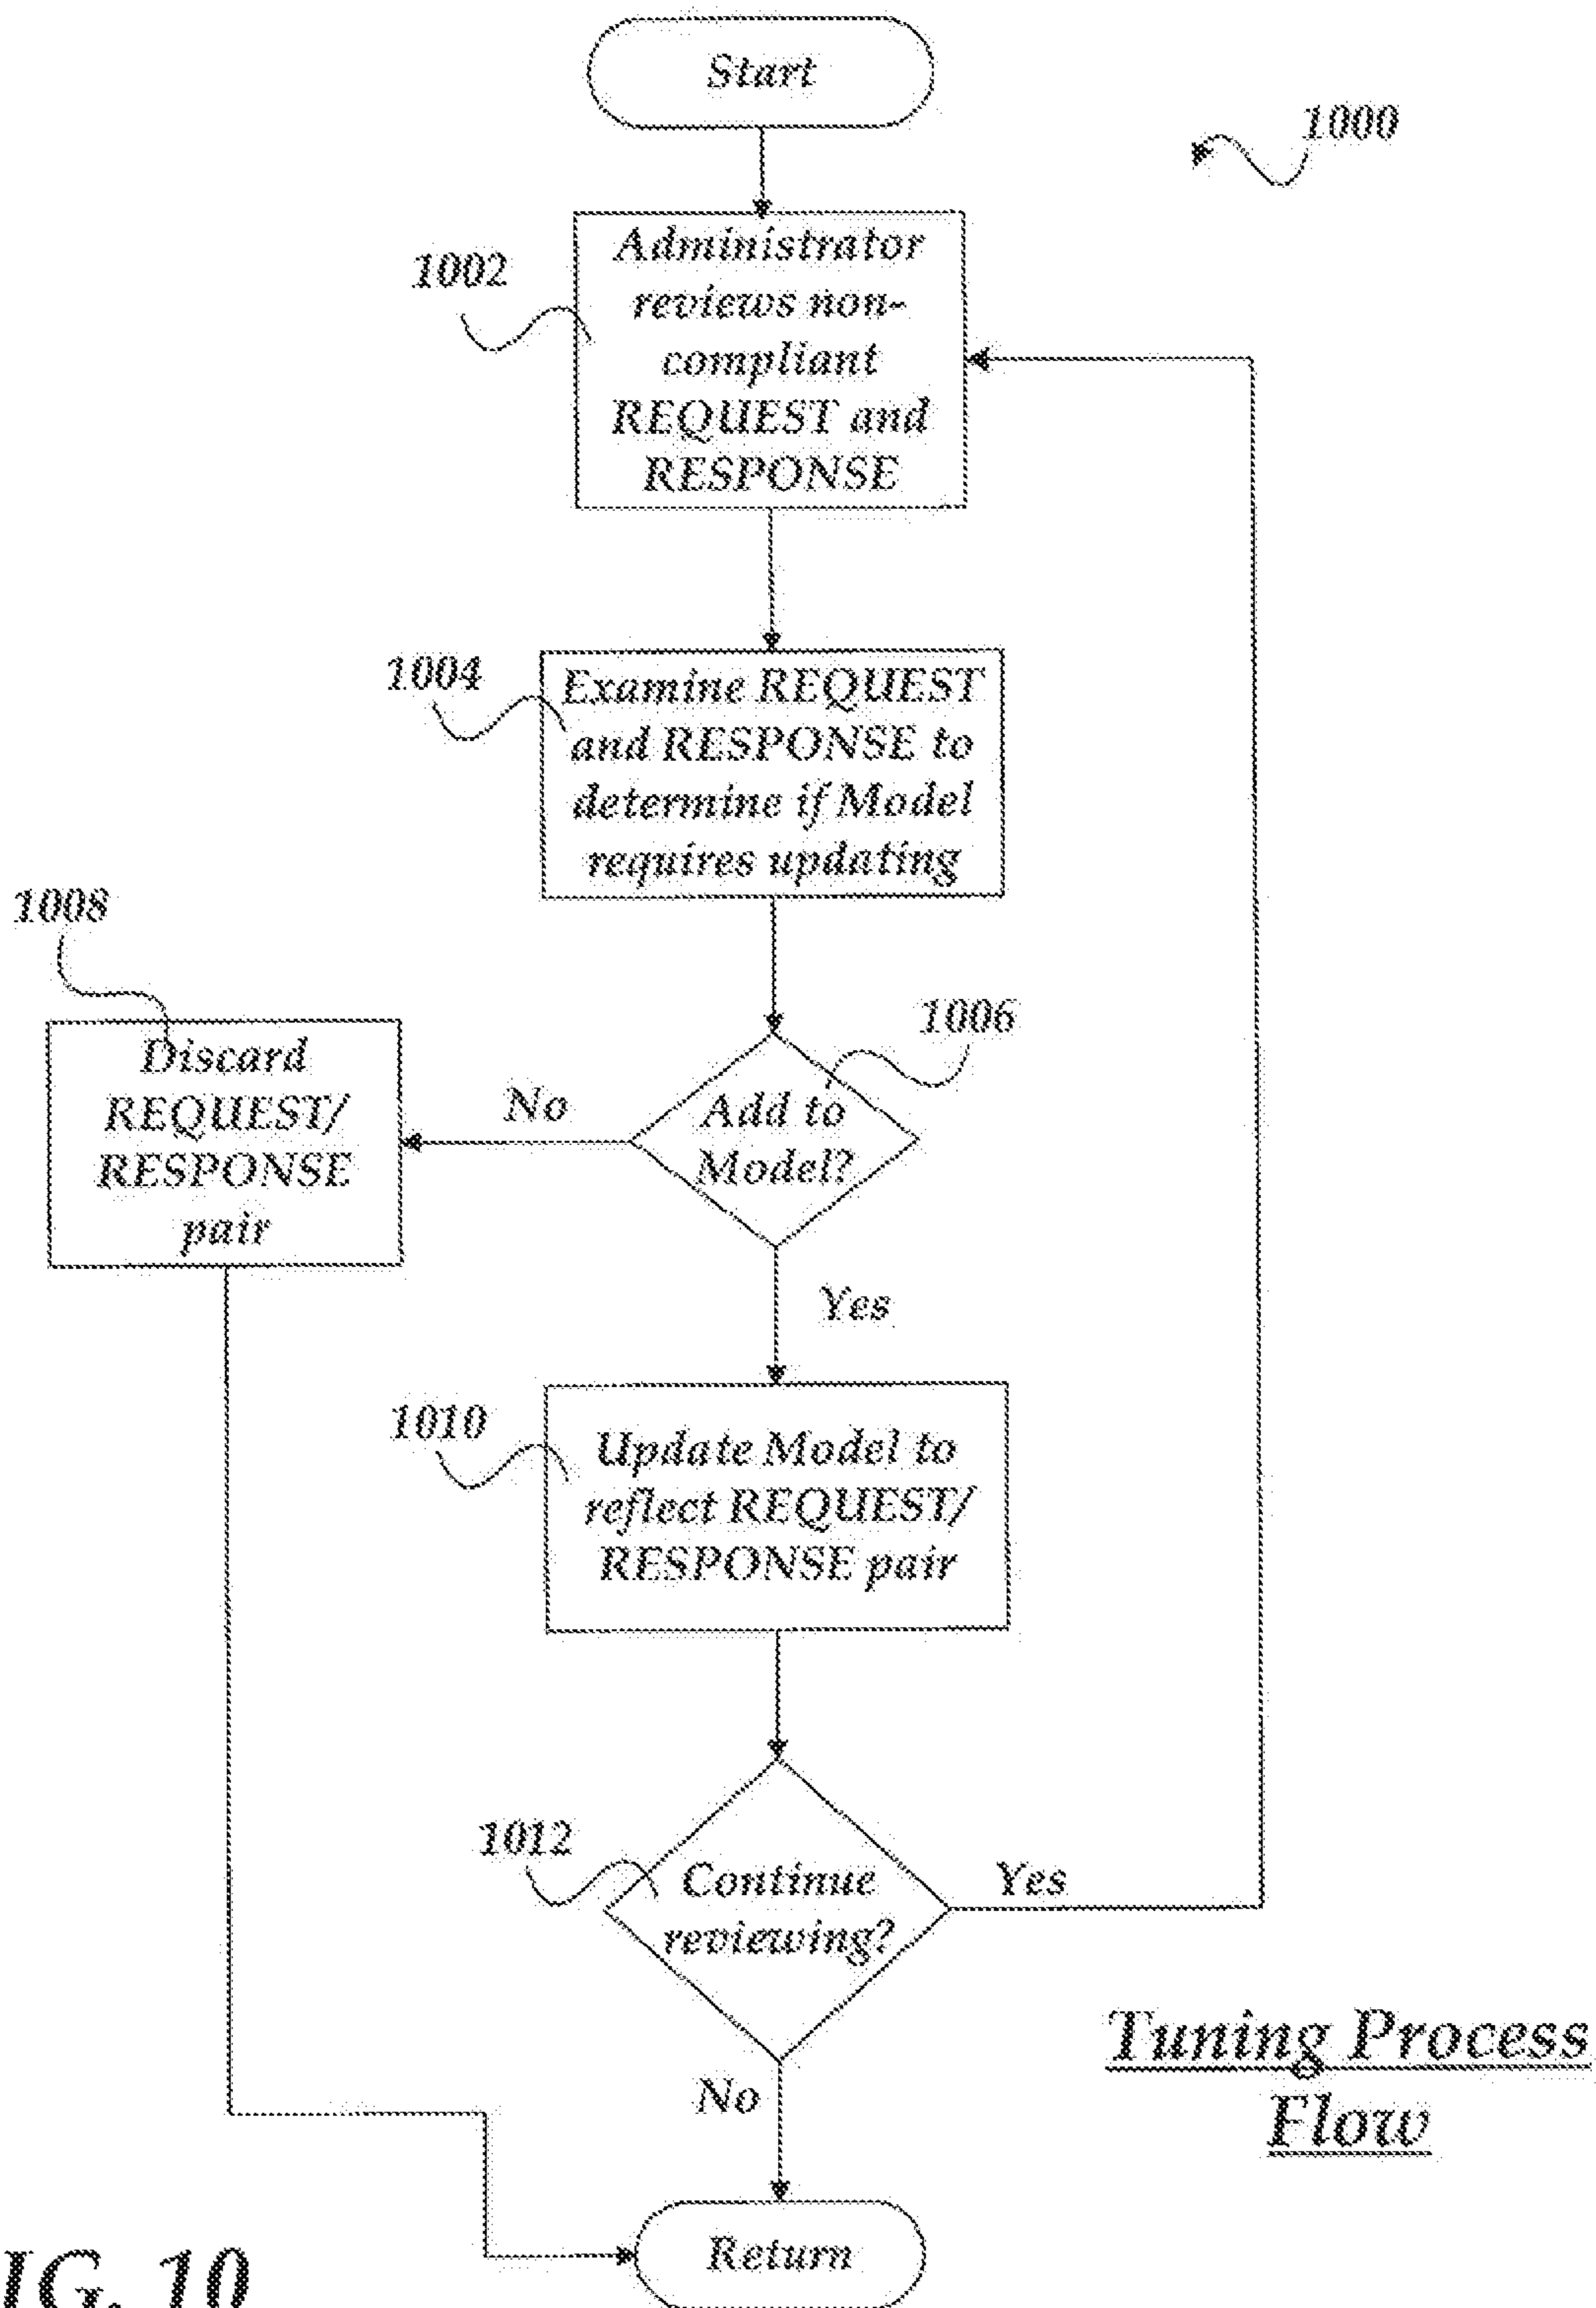 Start
1000
1002
Administrator
reviews non-
compliant
REQUEST and
RESPONSE
1004
Examine REQUEST
and RESPONSE to
determine if Model
requires updating
1008
1006
Discard
REQUEST/
RESPONSE
pair
No
Add to
Model?
Yes
1010
Update Model to
reflect REQUEST/
RESPONSE pair
1012
Continue
reviewing?
Yes
No
Tuning Process
Flow
Return
IG. 10